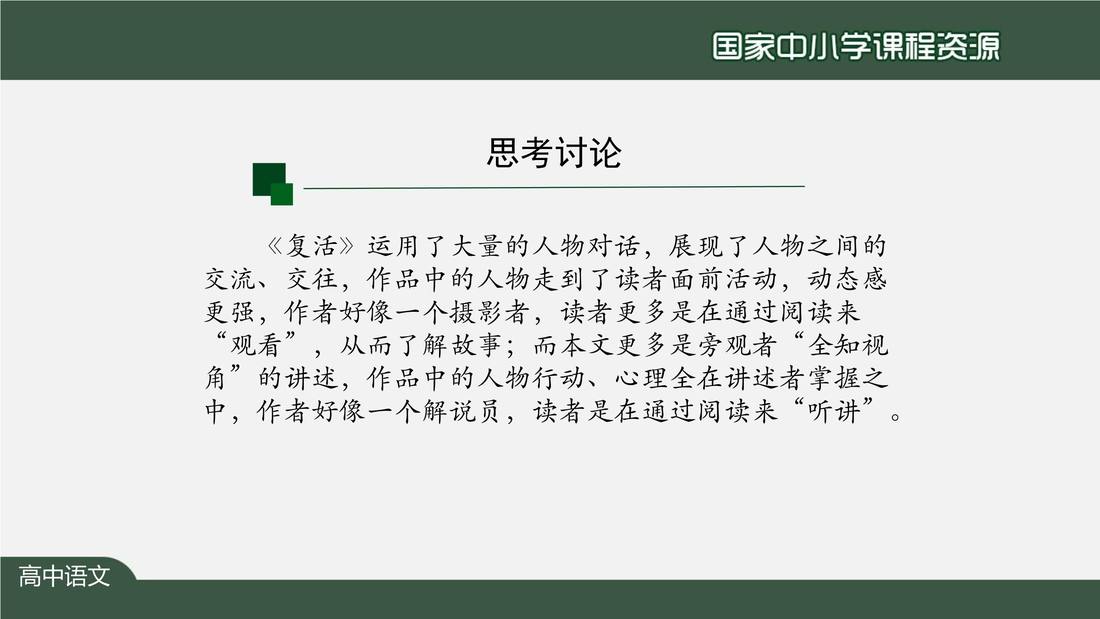 国家中小学课程资源
思考讨论
《复活》运用了大量的人物对话，展现了人物之间的
交流、交往，作品中的人物走到了读者面前活动，动态感
更强，作者好像一个摄影者，读者更多是在通过阅读来
“观看”，从而了解故事；而本文更多是旁观者“全知视
角”的讲述，作品中的人物行动、心理全在讲述者掌握之
中，作者好像一个解说员，读者是在通过阅读来“听讲”。
高中语文